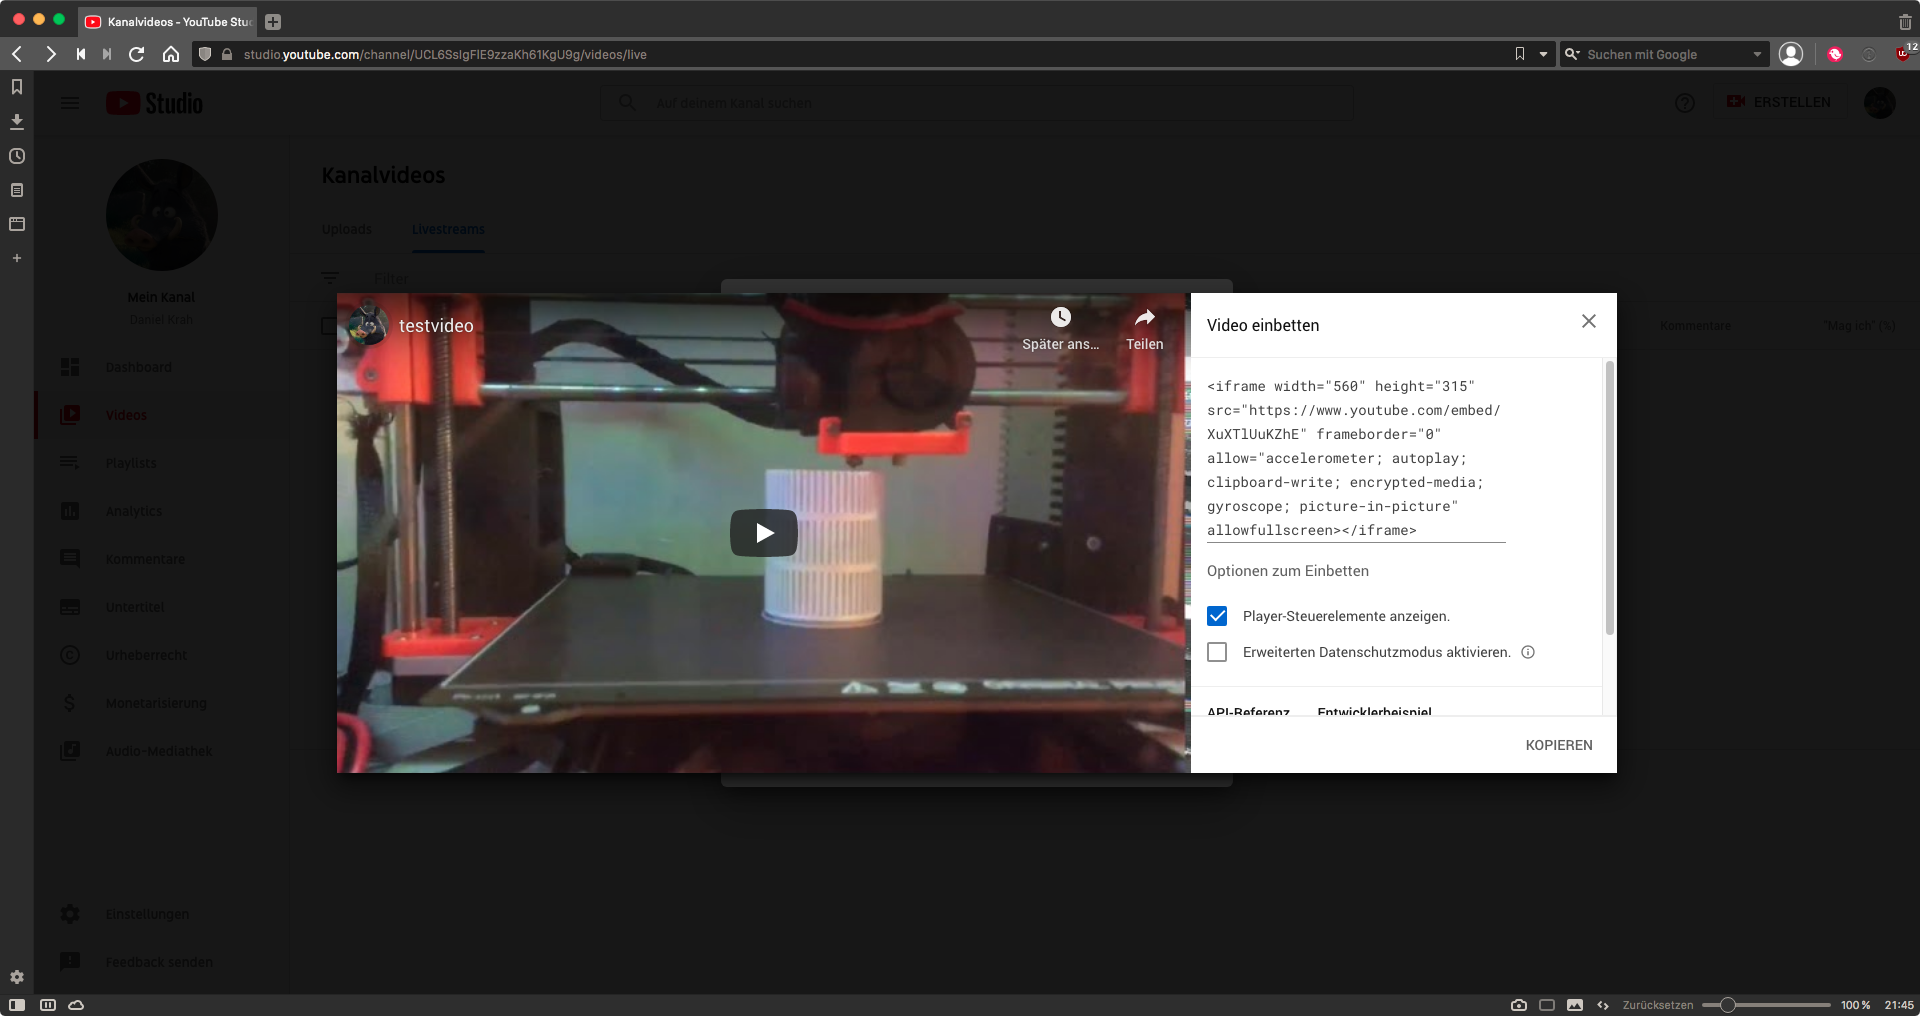 Kanalvideos - YouTube Stu
studio.youtube.com/channel/UCL6SsIgFIE9zzaKh61KgU9g/videos/live
Suchen mit Google
12
Studio
Auf deinem Kanal suchen
ERSTELLEN
Mein Kanal
Daniel Krah
Dashboard
Videos
Playlists
Analytics
Kommentare
Untertitel
Urheberrecht
Monetarisierung
Audio-Mediathek
Einstellungen
Feedback senden
Kanalvideos
Uploads
Livestreams
Filter
Kommentare
"Mag ich" (%)
testvideo
Später ans...
Teilen
Video einbetten
<iframe width="560" height="315"
src="https://www.youtube.com/embed/
XuXTlUuKZhE" frameborder="0"
allow="accelerometer; autoplay;
clipboard-write; encrypted-media;
gyroscope; picture-in-picture"
allowfullscreen></iframe>
Optionen zum Einbetten
Player-Steuerelemente anzeigen.
Erweiterten Datenschutzmodus aktivieren.
API-Referenz
Entwicklerbeispiel
KOPIEREN
Zurücksetzen
100 %
21:45